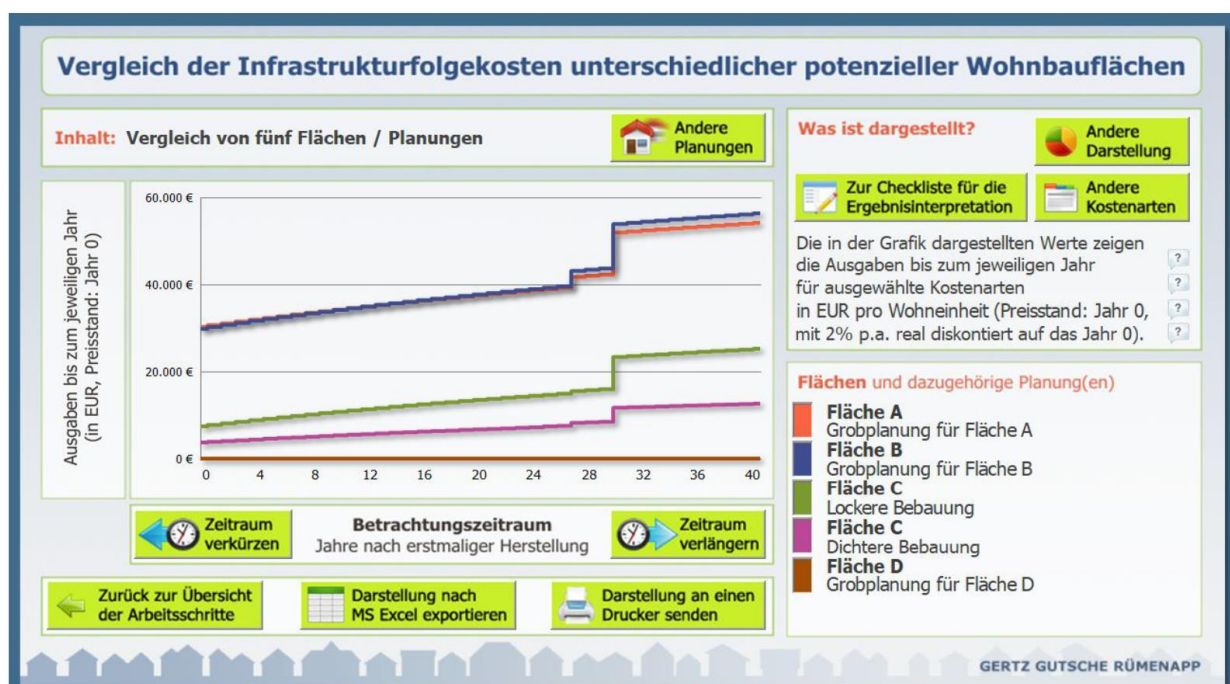 Vergleich der Infrastrukturfolgekosten unterschiedlicher potenzieller Wohnbauflächen
Inhalt: Vergleich von fünf Flächen / Planungen
Andere
Planungen
Ausgaben bis zum jeweiligen Jahr
(in EUR, Preisstand: Jahr 0)
60.000 €
40.000 €
20.000 €
0 €
0 4 8 12 16 20 24 28 32 36 40
Zeitraum
verkürzen
Betrachtungszeitraum
Jahre nach erstmaliger Herstellung
Zeitraum
verlängern
Zurück zur Übersicht
der Arbeitsschritte
Darstellung nach
MS Excel exportieren
Darstellung an einen
Drucker senden
Was ist dargestellt?
Andere
Darstellung
Zur Checkliste für die
Ergebnisinterpretation
Andere
Kostenarten
Die in der Grafik dargestellten Werte zeigen
die Ausgaben bis zum jeweiligen Jahr ?
für ausgewählte Kostenarten ?
in EUR pro Wohneinheit (Preisstand: Jahr 0, ?
mit 2% p.a. real diskontiert auf das Jahr 0). ?
Flächen und dazugehörige Planung(en)
Fläche A
Grobplanung für Fläche A
Fläche B
Grobplanung für Fläche B
Fläche C
Lockere Bebauung
Fläche C
Dichtere Bebauung
Fläche D
Grobplanung für Fläche D
GERTZ GUTSCHE RÜMENAPP